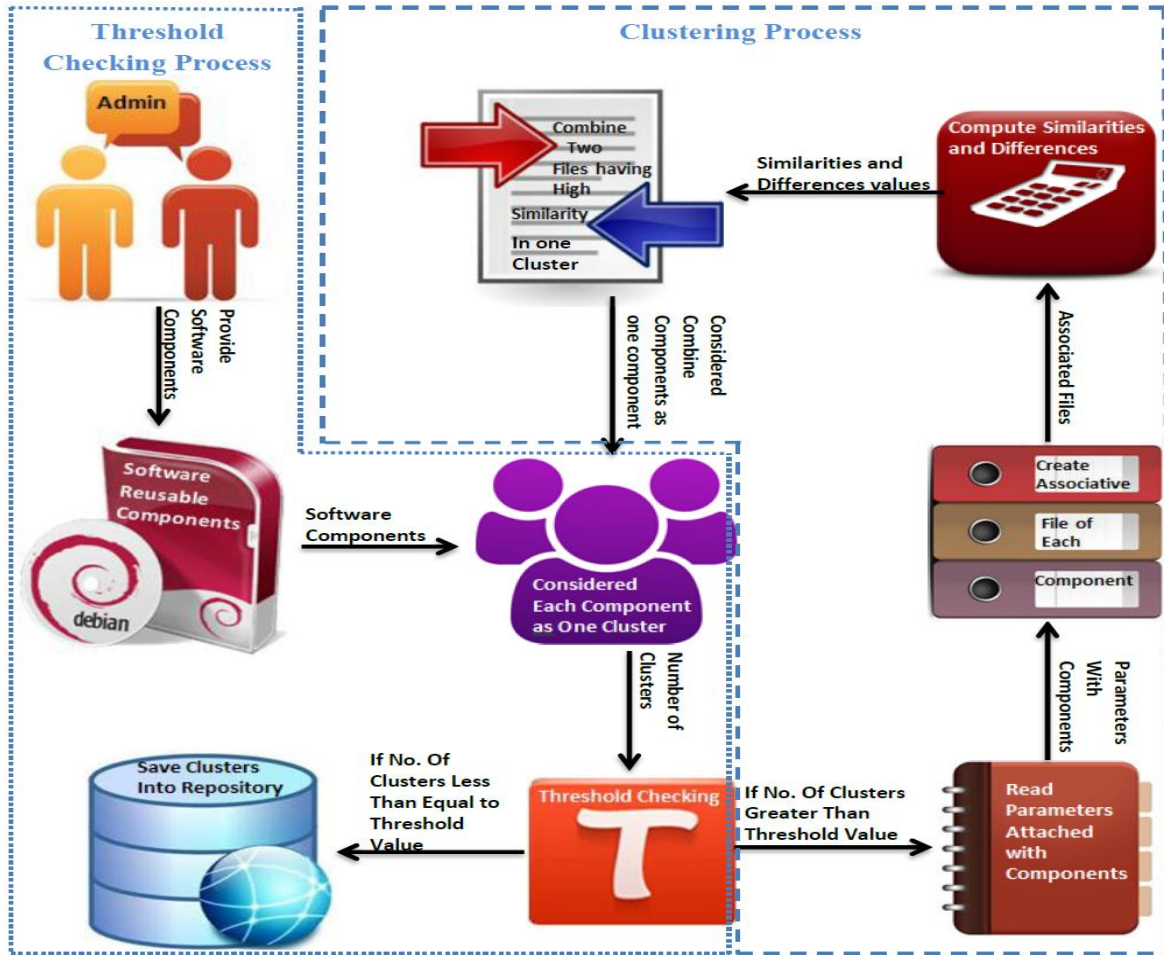 Threshold
Checking Process
Clustering Process
Admin
Combine
Two
Files having
High
Similarity
In one
Cluster
Similarities and
Differences values
Compute Similarities
and Differences
Provide
Software
Components
Considered
Combine
Components as
one component
Associated Files
Software
Reusable
Components
debian
Software
Components
Considered
Each Component
as One Cluster
Create
Associative
File of
Each
Component
Number of
Clusters
Parameters
With
Components
Save Clusters
Into Repository
If No. Of
Clusters Less
Than Equal to
Threshold
Value
Threshold Checking
T
If No. Of Clusters
Greater Than
Threshold Value
Read
Parameters
Attached
with
Components